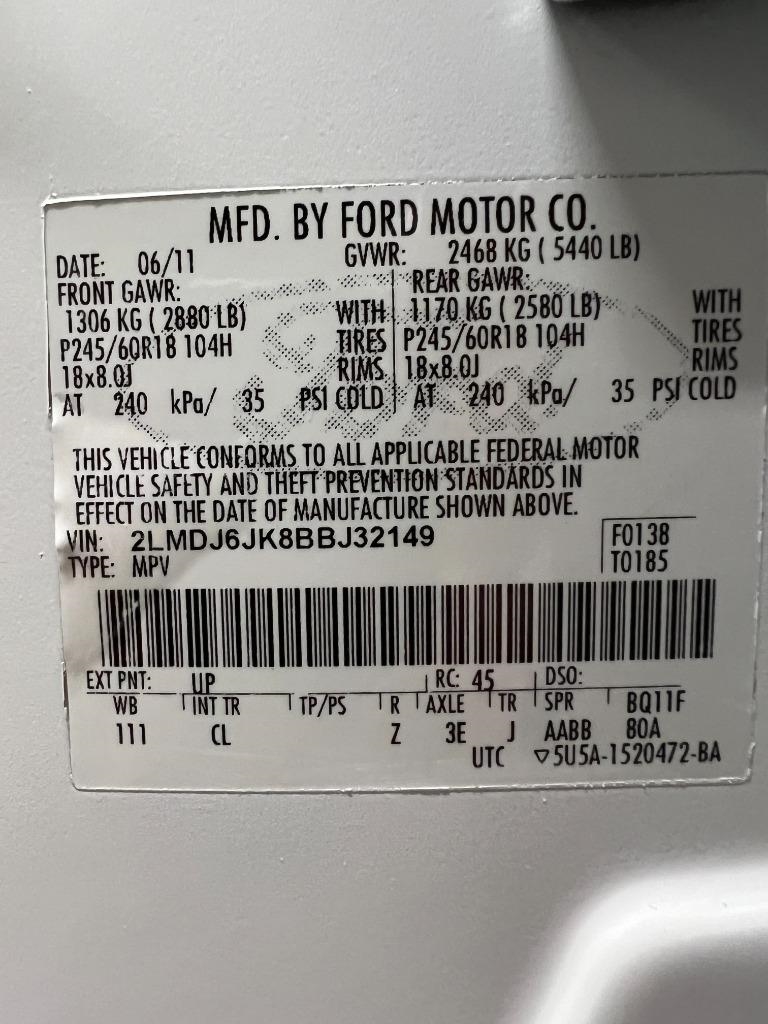 MFD. BY FORD MOTOR CO.
DATE: 06/11 GVWR: 2468 KG ( 5440 LB)
FRONT GAWR: REAR GAWR:
1306 KG ( 2880 LB) WITH 1170 KG ( 2580 LB) WITH
P245/60R18 104H TIRES P245/60R18 104H TIRES
18x8.0J RIMS 18x8.0J RIMS
AT 240 kPa/ 35 PSI COLD AT 240 kPa/ 35 PSI COLD
Ford
THIS VEHICLE CONFORMS TO ALL APPLICABLE FEDERAL MOTOR
VEHICLE SAFETY AND THEFT PREVENTION STANDARDS IN
EFFECT ON THE DATE OF MANUFACTURE SHOWN ABOVE.
VIN: 2LMDJ6JK8BBJ32149 F0138
TYPE: MPV T0185
EXT PNT: UP RC: 45 DSO:
WB INT TR TP/PS R AXLE TR SPR BQ11F
111 CL Z 3E J AABB 80A
UTC ▽5U5A-1520472-BA